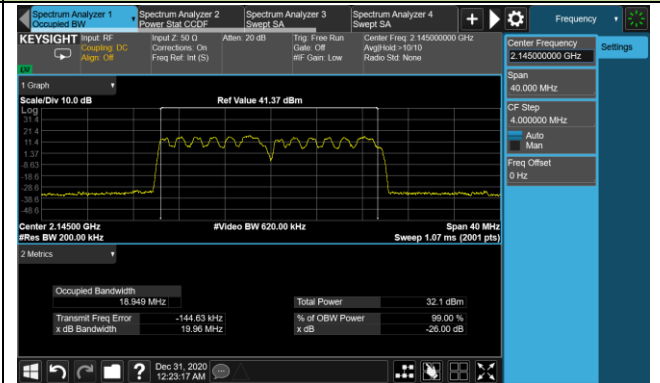 Spectrum Analyzer 1
Occupied BW
Spectrum Analyzer 2
Power Stat CCDF
Spectrum Analyzer 3
Swept SA
Spectrum Analyzer 4
Swept SA
Frequency
KEYSIGHT
Input: RF
Coupling: DC
Align: Off
Input Z: 50 Ω
Corrections: On
Freq Ref: Int (S)
Atten: 20 dB
Trig: Free Run
Gate: Off
#IF Gain: Low
Center Freq: 2.145000000 GHz
Avg|Hold:>10/10
Radio Std: None
Center Frequency
2.145000000 GHz
Settings
Span
40.000 MHz
CF Step
4.000000 MHz
Auto
Man
Freq Offset
0 Hz
1 Graph
Scale/Div 10.0 dB
Ref Value 41.37 dBm
Log
31.4
21.4
11.4
1.37
-8.63
-18.6
-28.6
-38.6
-48.6
Center 2.14500 GHz
#Video BW 620.00 kHz
Span 40 MHz
#Res BW 200.00 kHz
Sweep 1.07 ms (2001 pts)
2 Metrics
Occupied Bandwidth
18.949 MHz
Total Power
32.1 dBm
Transmit Freq Error
-144.63 kHz
% of OBW Power
99.00 %
x dB Bandwidth
19.96 MHz
x dB
-26.00 dB
?
Dec 31, 2020
12:23:17 AM